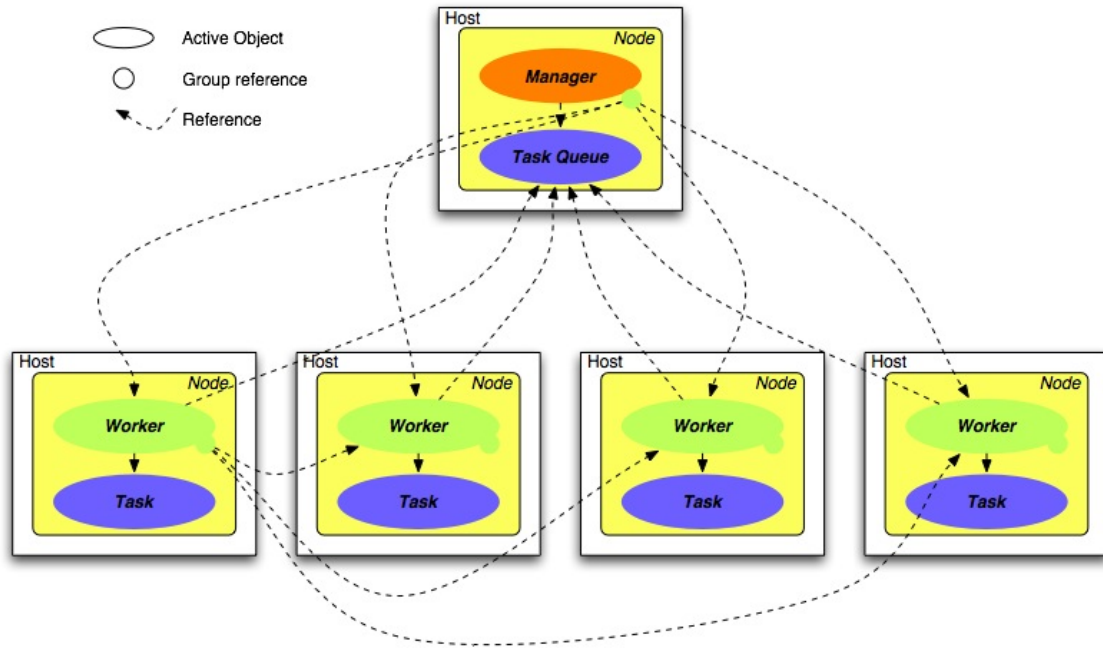 Active Object
Group reference
Reference
Host
Node
Manager
Task Queue
Host
Node
Worker
Task
Host
Node
Worker
Task
Host
Node
Worker
Task
Host
Node
Worker
Task